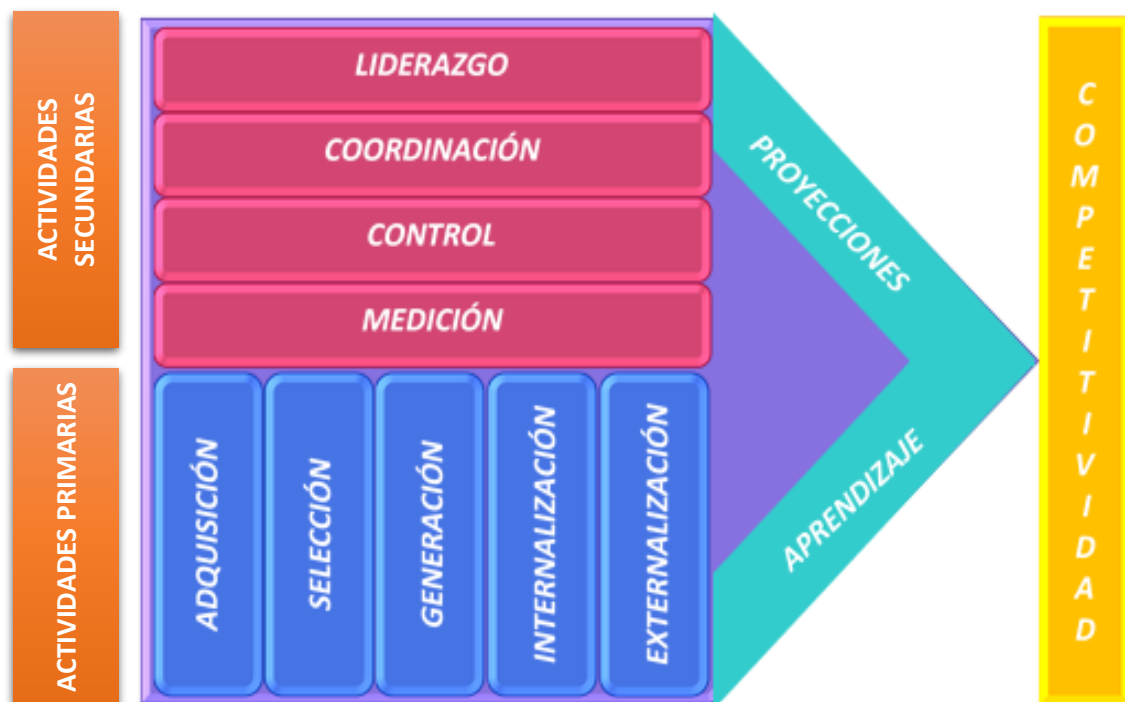 ACTIVIDADES
SECUNDARIAS
LIDERAZGO
COORDINACIÓN
CONTROL
MEDICIÓN
ACTIVIDADES PRIMARIAS
ADQUISICIÓN
SELECCIÓN
GENERACIÓN
INTERNALIZACIÓN
EXTERNALIZACIÓN
PROYECCIONES
APRENDIZAJE
COMPETITIVIDAD